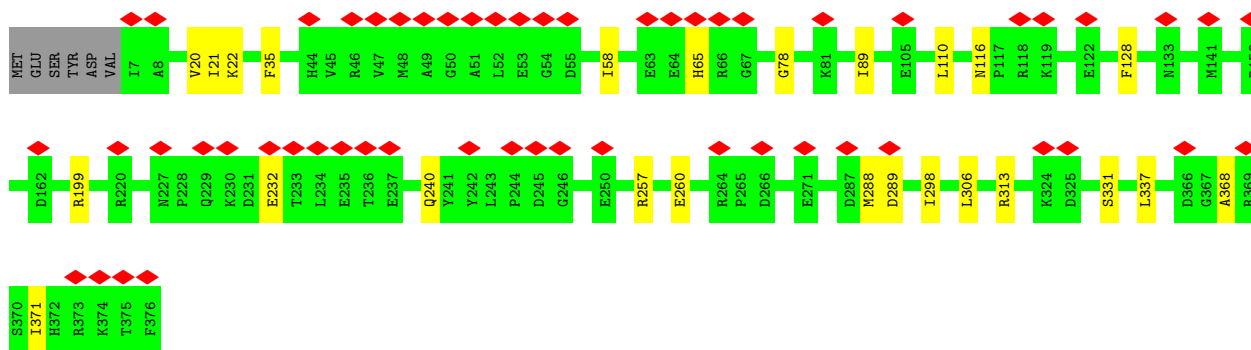 MET GLU SER TYR ASP VAL I7 A8 V20 I21 K22 F35 H44 V45 R46 V47 M48 A49 G50 A51 L52 E53 G54 D55 I58 E63 E64 H65 R66 G67 G78 K81 I89 E105 L110 N116 P117 R118 K119 E122 F128 N133 M141
D162 R199 R220 N227 P228 Q229 K230 D231 E232 T233 L234 E235 T236 E237 Q240 Y241 Y242 L243 P244 D245 G246 E250 R257 E260 R264 P265 D266 E271 D287 M288 D289 I298 L306 R313 K324 D325 S331 L337 D366 G367 A368 R369
S370 I371 H372 R373 K374 T375 F376